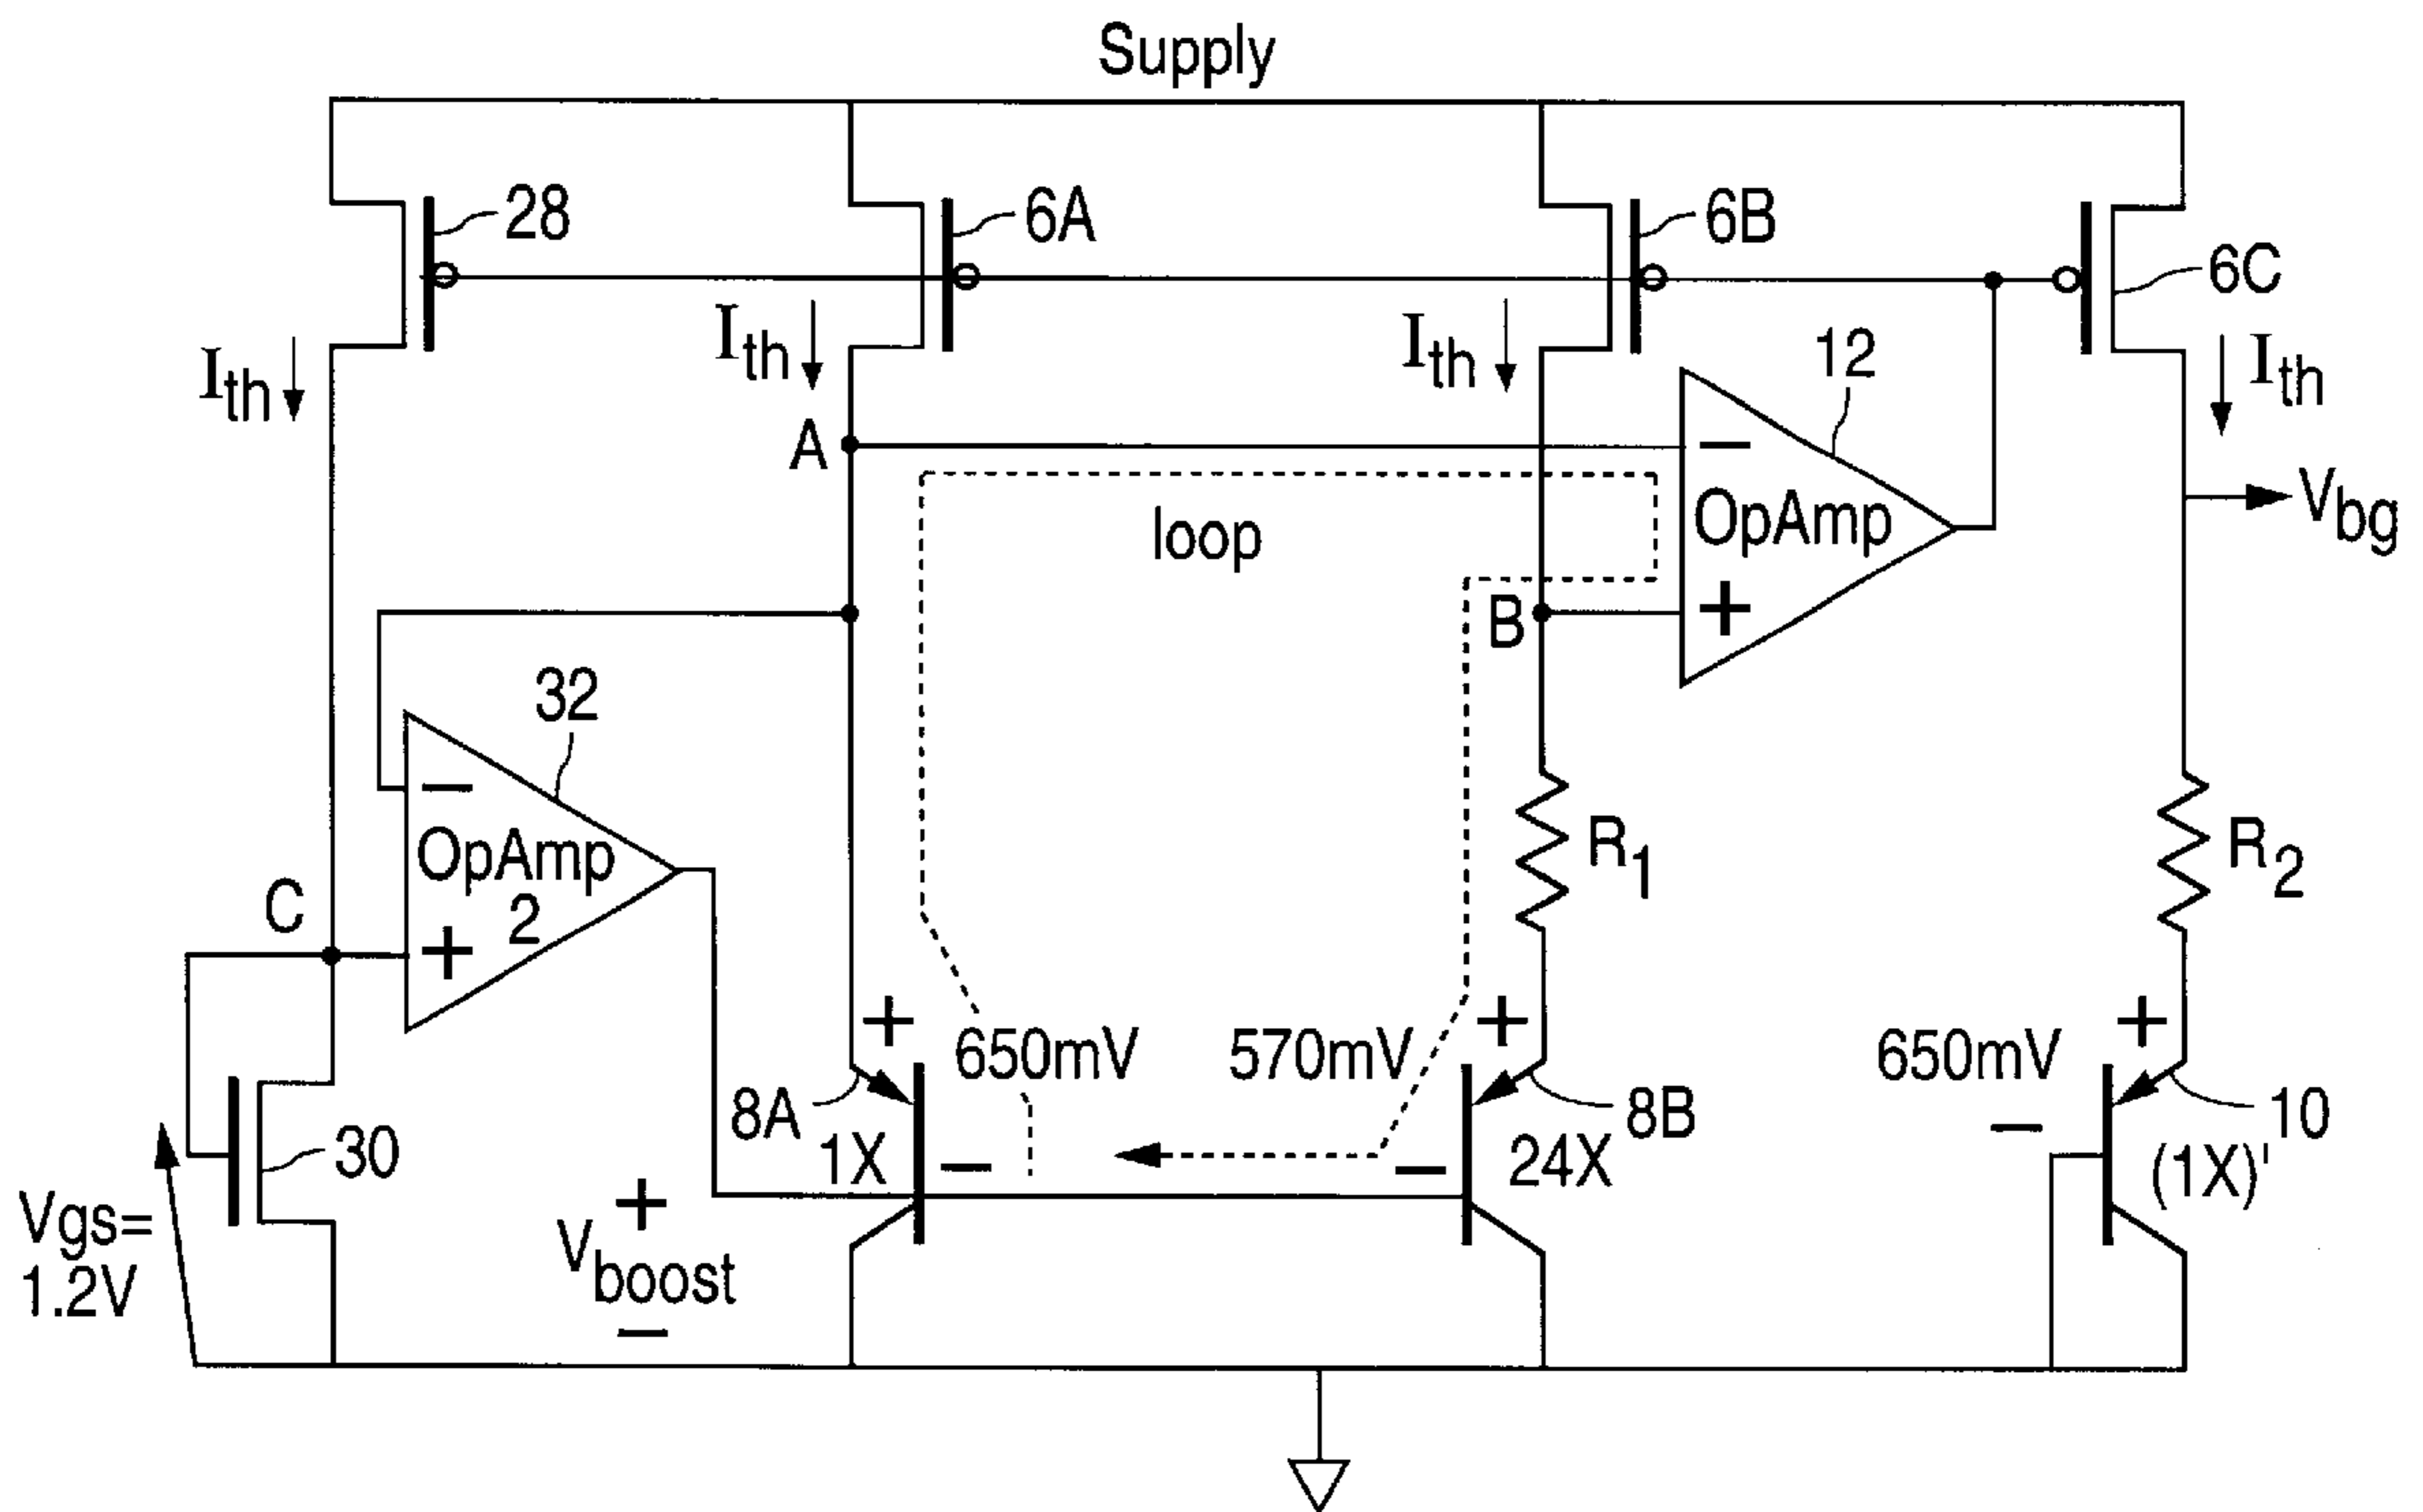 Supply
28
6A
6B
6C
Ith
Ith
Ith
Ith
12
A
−
OpAmp
+
Vbg
loop
B
32
−
OpAmp
2
+
C
R1
R2
+
650mV
570mV
+
650mV
+
8A
1X
−
−
24X
8B
−
10
(1X)'
30
Vgs=
1.2V
+
Vboost
−